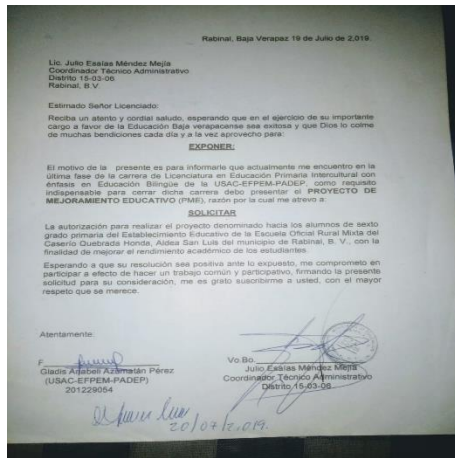 Rabinal, Baja Verapaz 19 de Julio de 2,019.
Lic. Julio Esaías Méndez Mejía
Coordinador Técnico Administrativo
Distrito 15-03-06
Rabinal, B.V.
Estimado Señor Licenciado:
Reciba un atento y cordial saludo, esperando que en el ejercicio de su importante
cargo a favor de la Educación Baja verapacense sea exitosa y que Dios lo colme
de muchas bendiciones cada día y a la vez aprovecho para:
EXPONER:
El motivo de la presente es para informarle que actualmente me encuentro en la
última fase de la carrera de Licenciatura en Educación Primaria Intercultural con
énfasis en Educación Bilingüe de la USAC-EFPEM-PADEP, como requisito
indispensable para cerrar dicha carrera debo presentar el PROYECTO DE
MEJORAMIENTO EDUCATIVO (PME), razón por la cual me atrevo a:
SOLICITAR
La autorización para realizar el proyecto denominado hacia los alumnos de sexto
grado primaria del Establecimiento Educativo de la Escuela Oficial Rural Mixta del
Caserío Quebrada Honda, Aldea San Luis del municipio de Rabinal, B. V., con la
finalidad de mejorar el rendimiento académico de los estudiantes.
Esperando a que su resolución sea positiva ante lo expuesto, me comprometo en
participar a efecto de hacer un trabajo común y participativo, firmando la presente
solicitud para su consideración, me es grato suscribirme a usted, con el mayor
respeto que se merece.
Atentamente.
F.
Gladis Anabeli Azumatán Pérez
(USAC-EFPEM-PADEP)
201229054
Vo.Bo.
Julio Esaías Méndez Mejía
Coordinador Técnico Administrativo
Distrito 15-03-06
20/07/2,019.